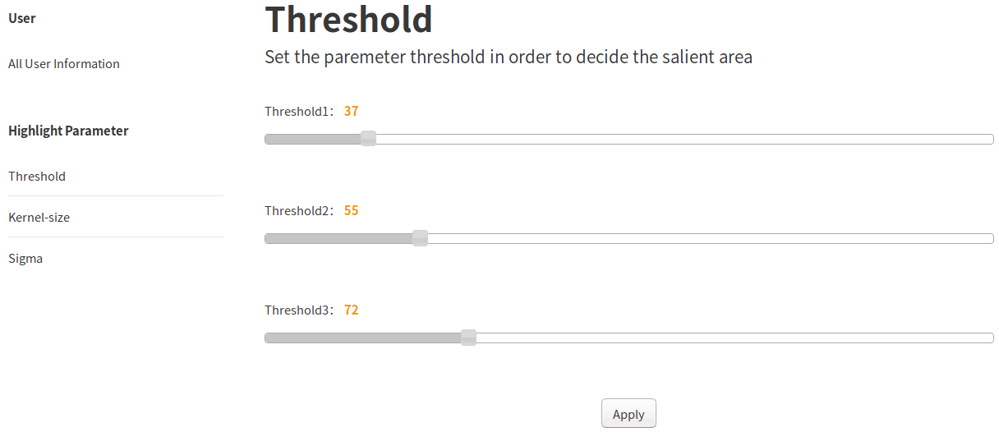 User
All User Information
Highlight Parameter
Threshold
Kernel-size
Sigma
Threshold
Set the paremeter threshold in order to decide the salient area
Threshold1: 37
Threshold2: 55
Threshold3: 72
Apply